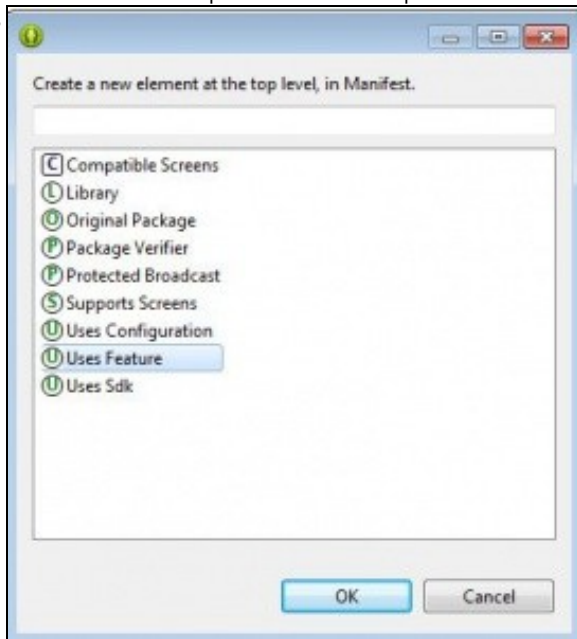 Create a new element at the top level, in Manifest.
C Compatible Screens
L Library
O Original Package
P Package Verifier
P Protected Broadcast
S Supports Screens
U Uses Configuration
U Uses Feature
U Uses Sdk
OK Cancel